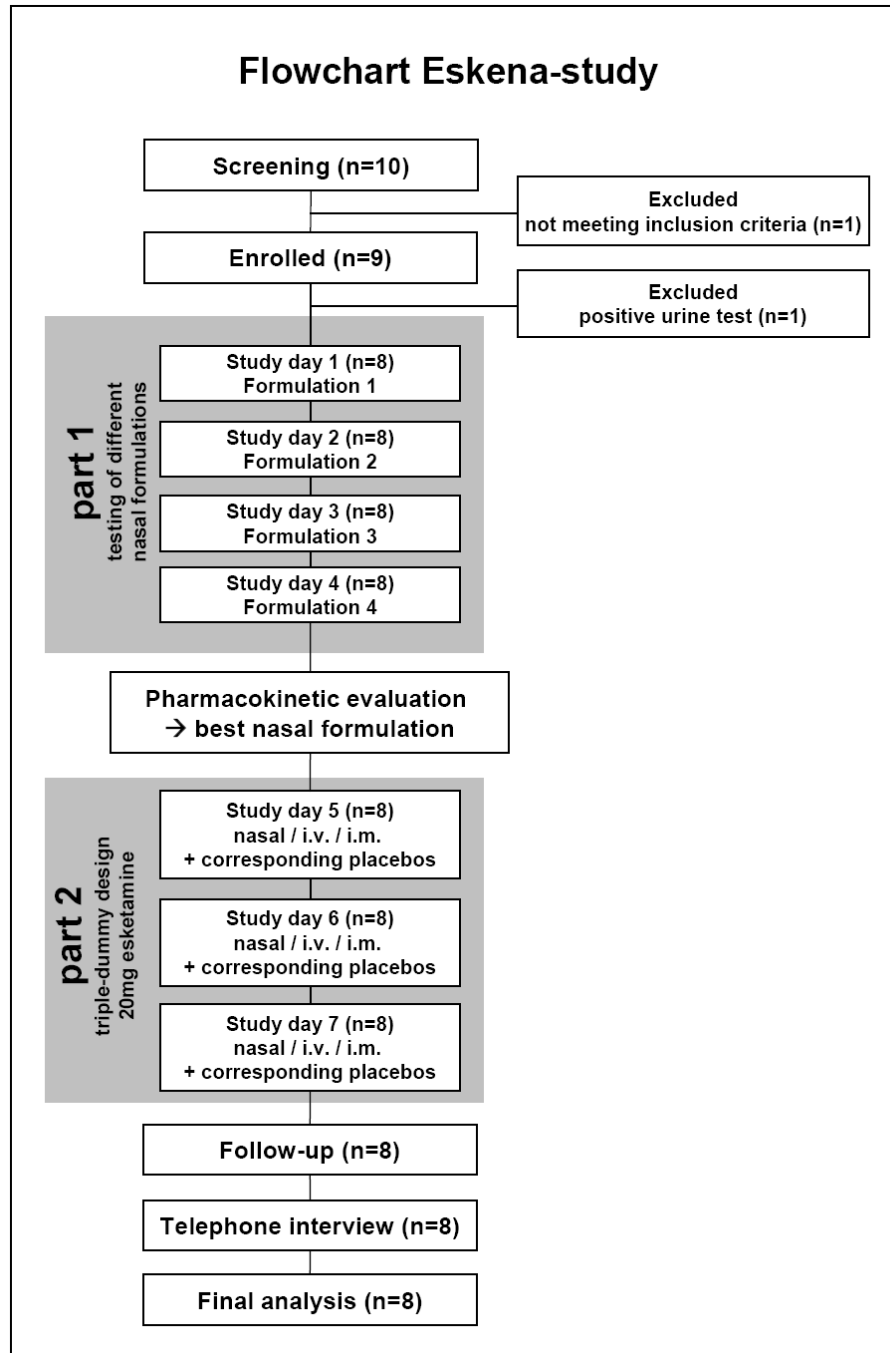 Flowchart Eskena-study
Screening (n=10)
Excluded
not meeting inclusion criteria (n=1)
Enrolled (n=9)
Excluded
positive urine test (n=1)
part 1
testing of different
nasal formulations
Study day 1 (n=8)
Formulation 1
Study day 2 (n=8)
Formulation 2
Study day 3 (n=8)
Formulation 3
Study day 4 (n=8)
Formulation 4
Pharmacokinetic evaluation
→ best nasal formulation
part 2
triple-dummy design
20mg esketamine
Study day 5 (n=8)
nasal / i.v. / i.m.
+ corresponding placebos
Study day 6 (n=8)
nasal / i.v. / i.m.
+ corresponding placebos
Study day 7 (n=8)
nasal / i.v. / i.m.
+ corresponding placebos
Follow-up (n=8)
Telephone interview (n=8)
Final analysis (n=8)